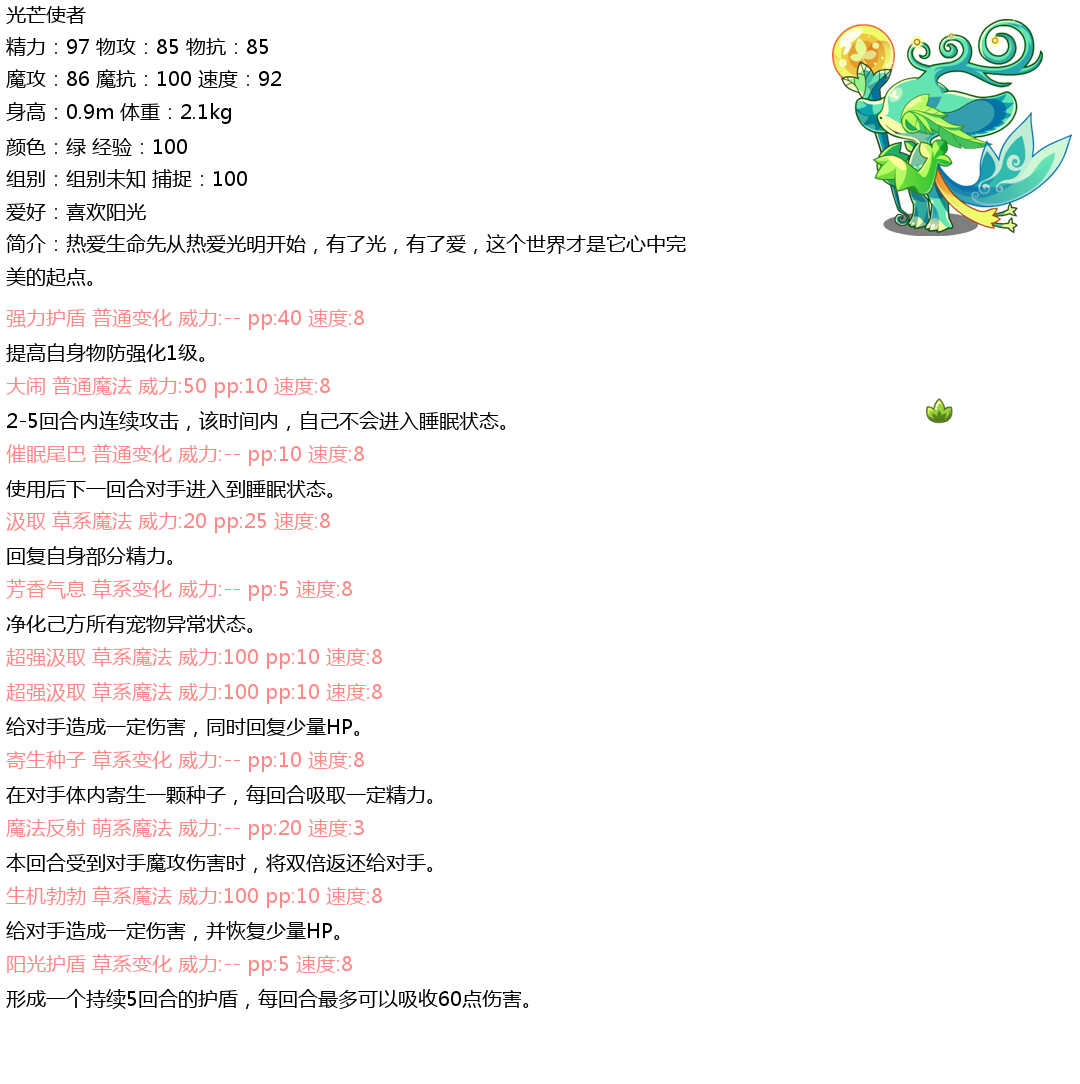 光芒使者
精力：97 物攻：85 物抗：85
魔攻：86 魔抗：100 速度：92
身高：0.9m 体重：2.1kg
颜色：绿 经验：100
组别：组别未知 捕捉：100
爱好：喜欢阳光
简介：热爱生命先从热爱光明开始，有了光，有了爱，这个世界才是它心中完
美的起点。
强力护盾 普通变化 威力:-- pp:40 速度:8
提高自身物防强化1级。
大闹 普通魔法 威力:50 pp:10 速度:8
2-5回合内连续攻击，该时间内，自己不会进入睡眠状态。
催眠尾巴 普通变化 威力:-- pp:10 速度:8
使用后下一回合对手进入到睡眠状态。
汲取 草系魔法 威力:20 pp:25 速度:8
回复自身部分精力。
芳香气息 草系变化 威力:-- pp:5 速度:8
净化己方所有宠物异常状态。
超强汲取 草系魔法 威力:100 pp:10 速度:8
超强汲取 草系魔法 威力:100 pp:10 速度:8
给对手造成一定伤害，同时回复少量HP。
寄生种子 草系变化 威力:-- pp:10 速度:8
在对手体内寄生一颗种子，每回合吸取一定精力。
魔法反射 萌系魔法 威力:-- pp:20 速度:3
本回合受到对手魔攻伤害时，将双倍返还给对手。
生机勃勃 草系魔法 威力:100 pp:10 速度:8
给对手造成一定伤害，并恢复少量HP。
阳光护盾 草系变化 威力:-- pp:5 速度:8
形成一个持续5回合的护盾，每回合最多可以吸收60点伤害。